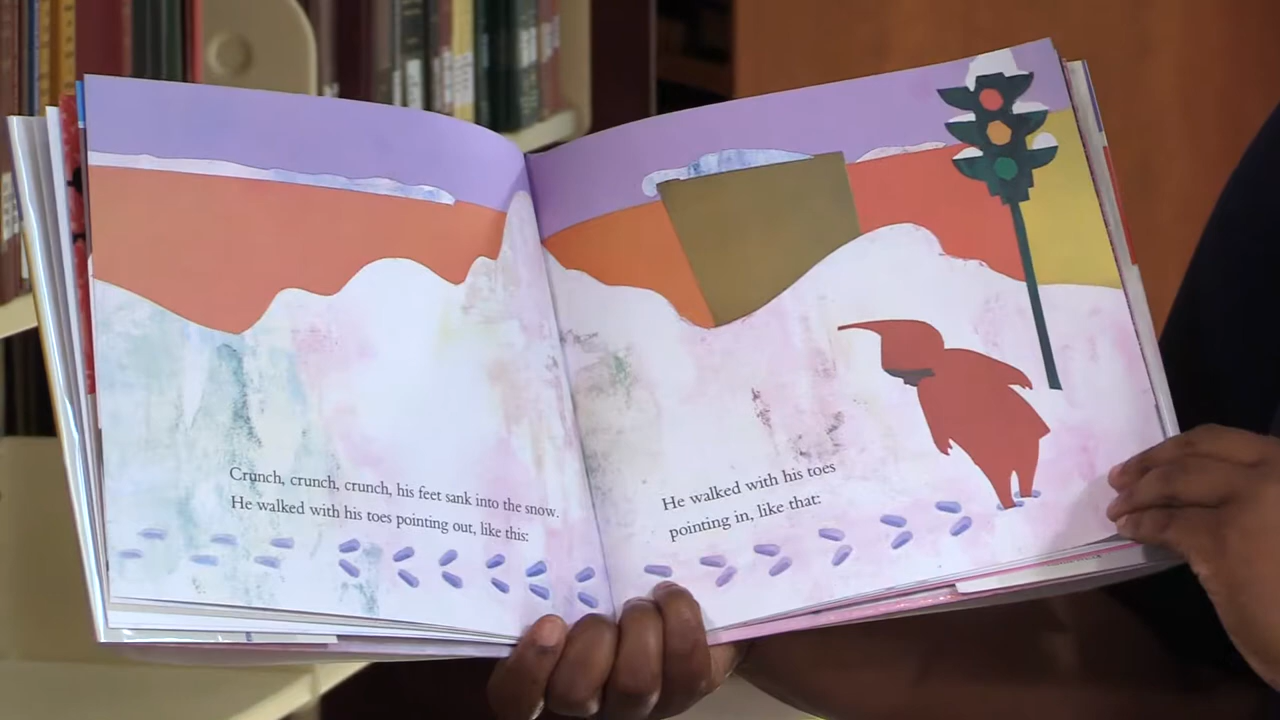 Crunch, crunch, crunch, his feet sank into the snow.
He walked with his toes pointing out, like this:
He walked with his toes
pointing in, like that: